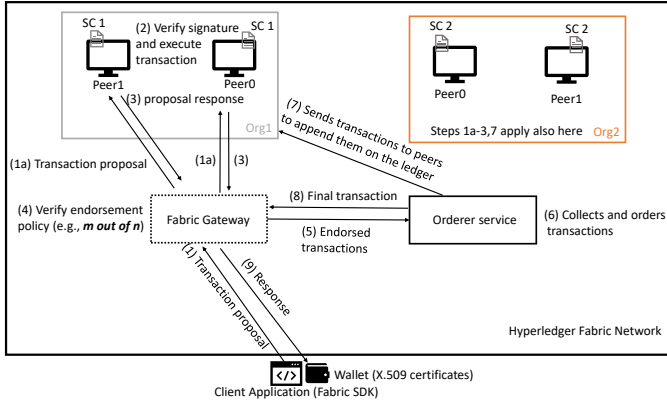 SC 1
(2) Verify signature
and execute
transaction
SC 1
Peer1
Peer0
(3) proposal response
Org1
SC 2
SC 2
Peer0
Peer1
Steps 1a-3,7 apply also here
Org2
(7) Sends transactions to peers
to append them on the ledger
(1a) Transaction proposal
(1a)
(3)
(4) Verify endorsement
policy (e.g., m out of n)
Fabric Gateway
(8) Final transaction
(5) Endorsed
transactions
Orderer service
(6) Collects and orders
transactions
(1) Transaction proposal
(9) Response
Hyperledger Fabric Network
</>
Wallet (X.509 certificates)
Client Application (Fabric SDK)